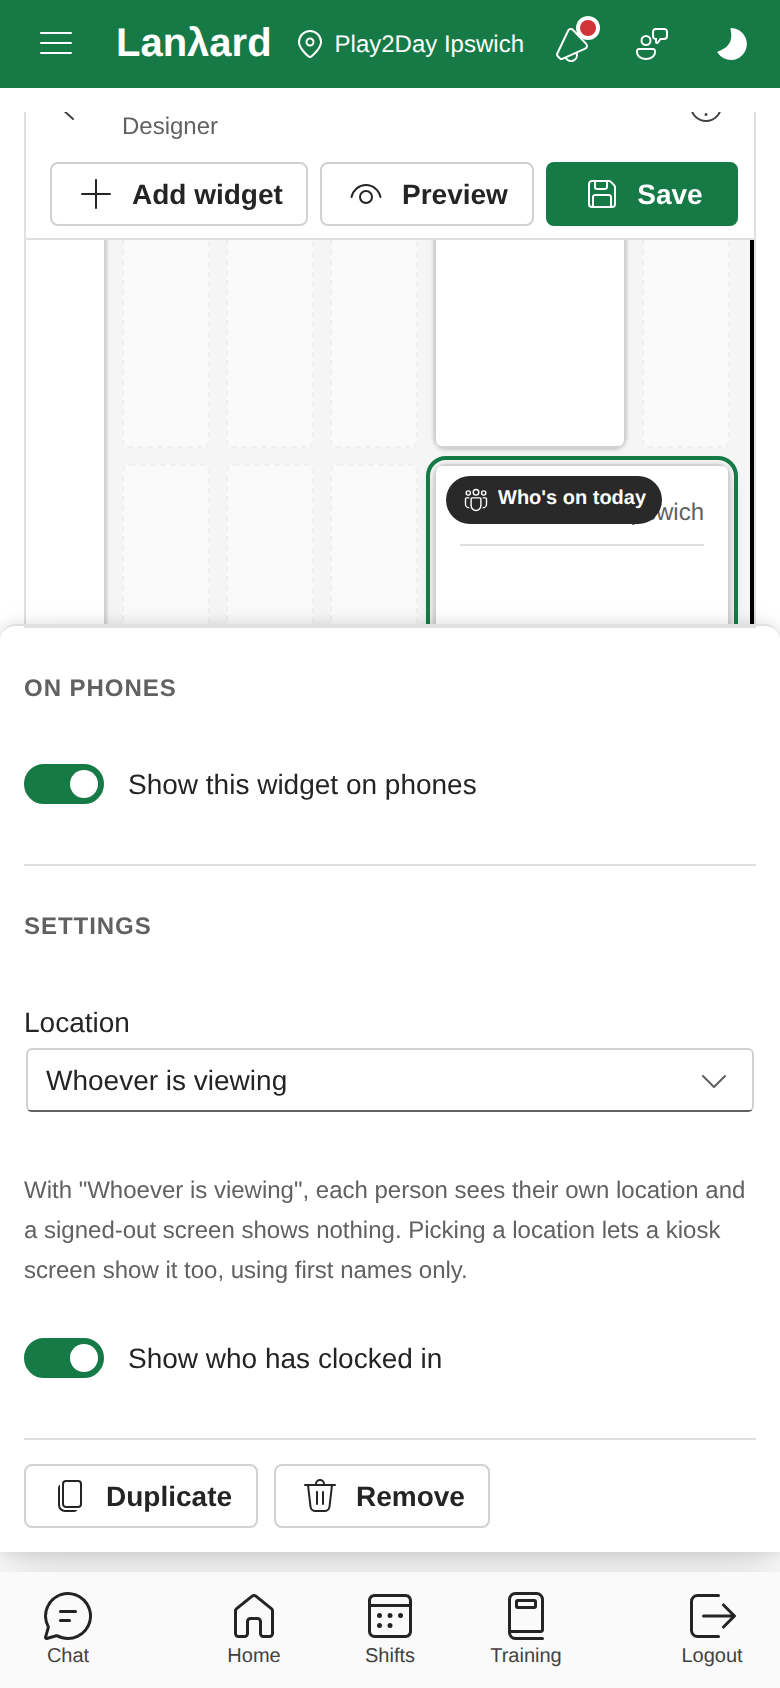 Lanλard
Play2Day Ipswich
Designer
Add widget
Preview
Save
Who's on today
wich
ON PHONES
Show this widget on phones
SETTINGS
Location
Whoever is viewing
With "Whoever is viewing", each person sees their own location and
a signed-out screen shows nothing. Picking a location lets a kiosk
screen show it too, using first names only.
Show who has clocked in
Duplicate
Remove
Chat
Home
Shifts
Training
Logout